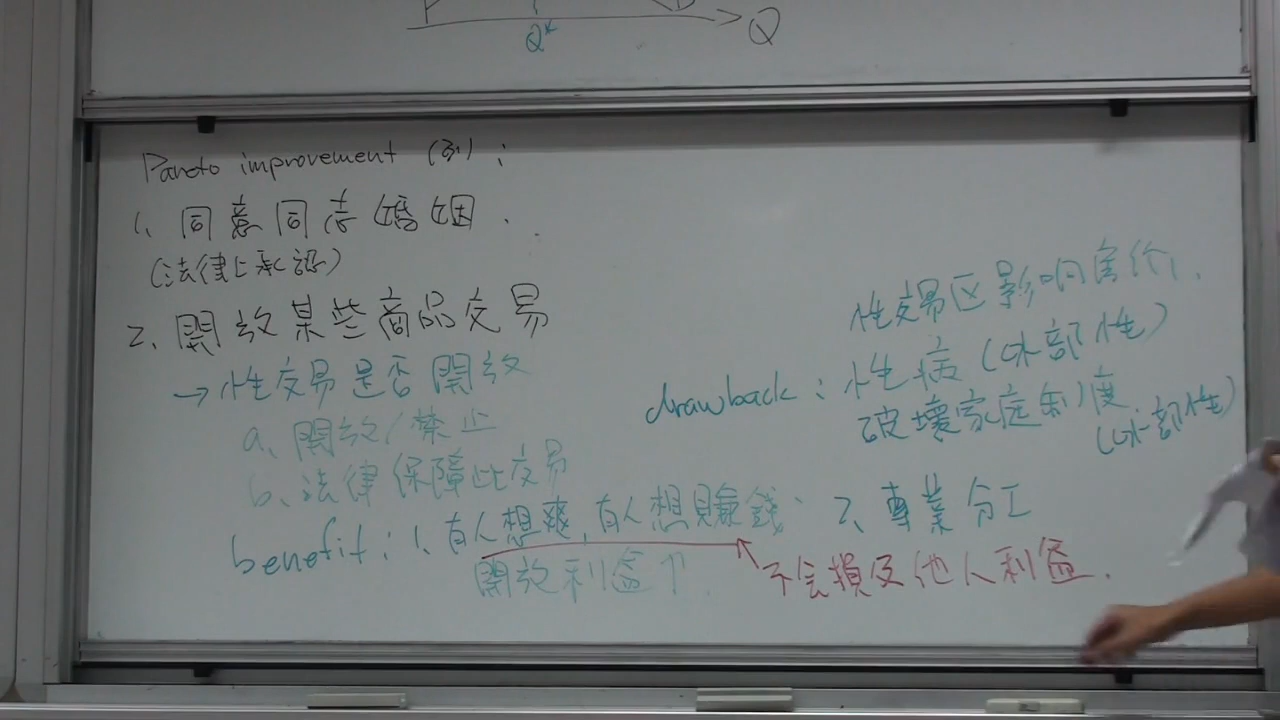 Q*
Q
Pareto improvement (例):
1、同意同志婚姻.
(法律上承認)
2、開放某些商品交易
→性交易是否開放
a、開放/禁止
b、法律保障此交易
benefit: 1、有人想爽,有人想賺錢、 2、專業分工
開放利益↑
不会損及他人利益.
性交易区影响房价、
drawback: 性病(外部性)
破壞家庭制度
(外部性)